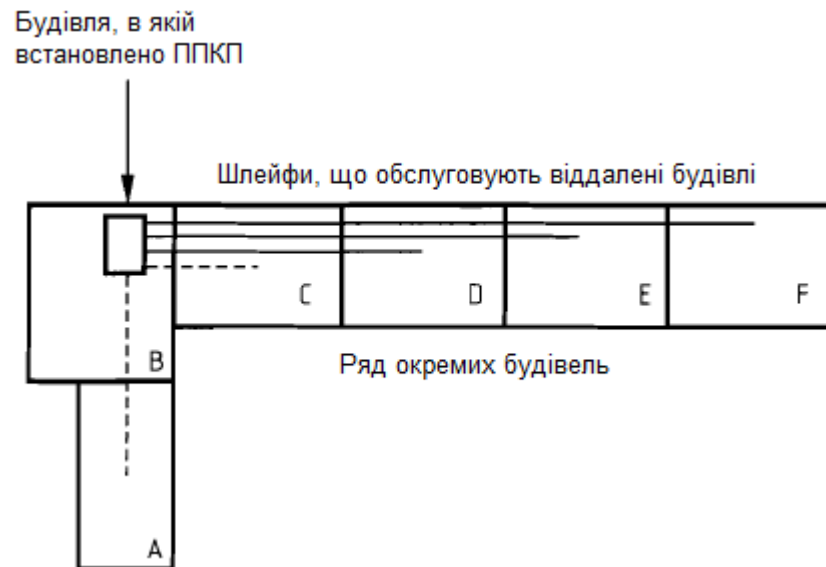 Будівля, в якій
встановлено ППКП
Шлейфи, що обслуговують віддалені будівлі
C
D
E
F
B
Ряд окремих будівель
A